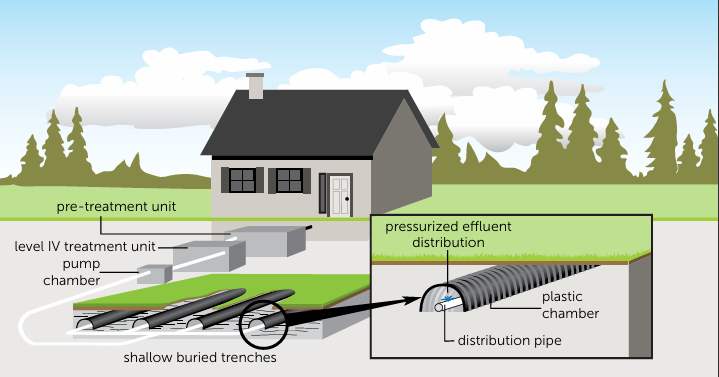 pre-treatment unit
level IV treatment unit
pump
chamber
shallow buried trenches
pressurized effluent
distribution
plastic
chamber
distribution pipe